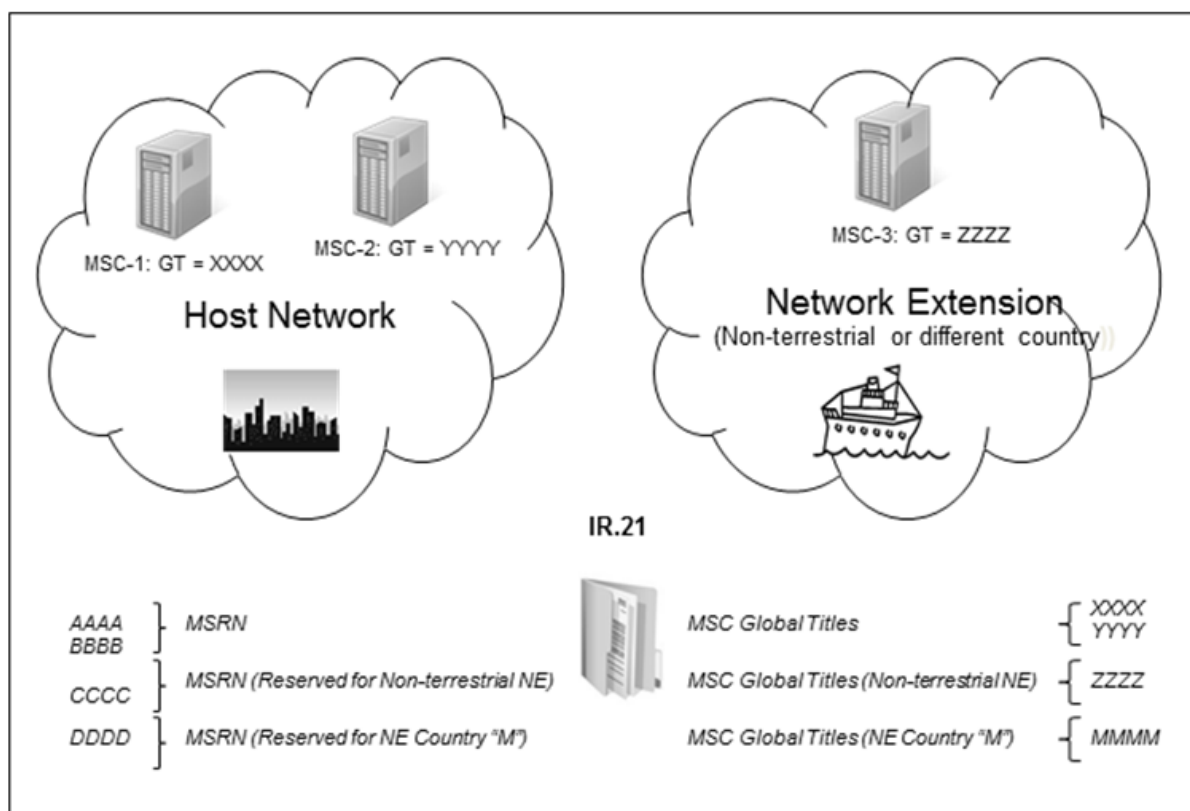 MSC-1: GT = XXXX
MSC-2: GT = YYYY
Host Network
MSC-3: GT = ZZZZ
Network Extension
(Non-terrestrial or different country))
IR.21
AAAA
BBBB
MSRN
CCCC
MSRN (Reserved for Non-terrestrial NE)
DDDD
MSRN (Reserved for NE Country "M")
MSC Global Titles
XXXX
YYYY
MSC Global Titles (Non-terrestrial NE)
ZZZZ
MSC Global Titles (NE Country "M")
MMMM